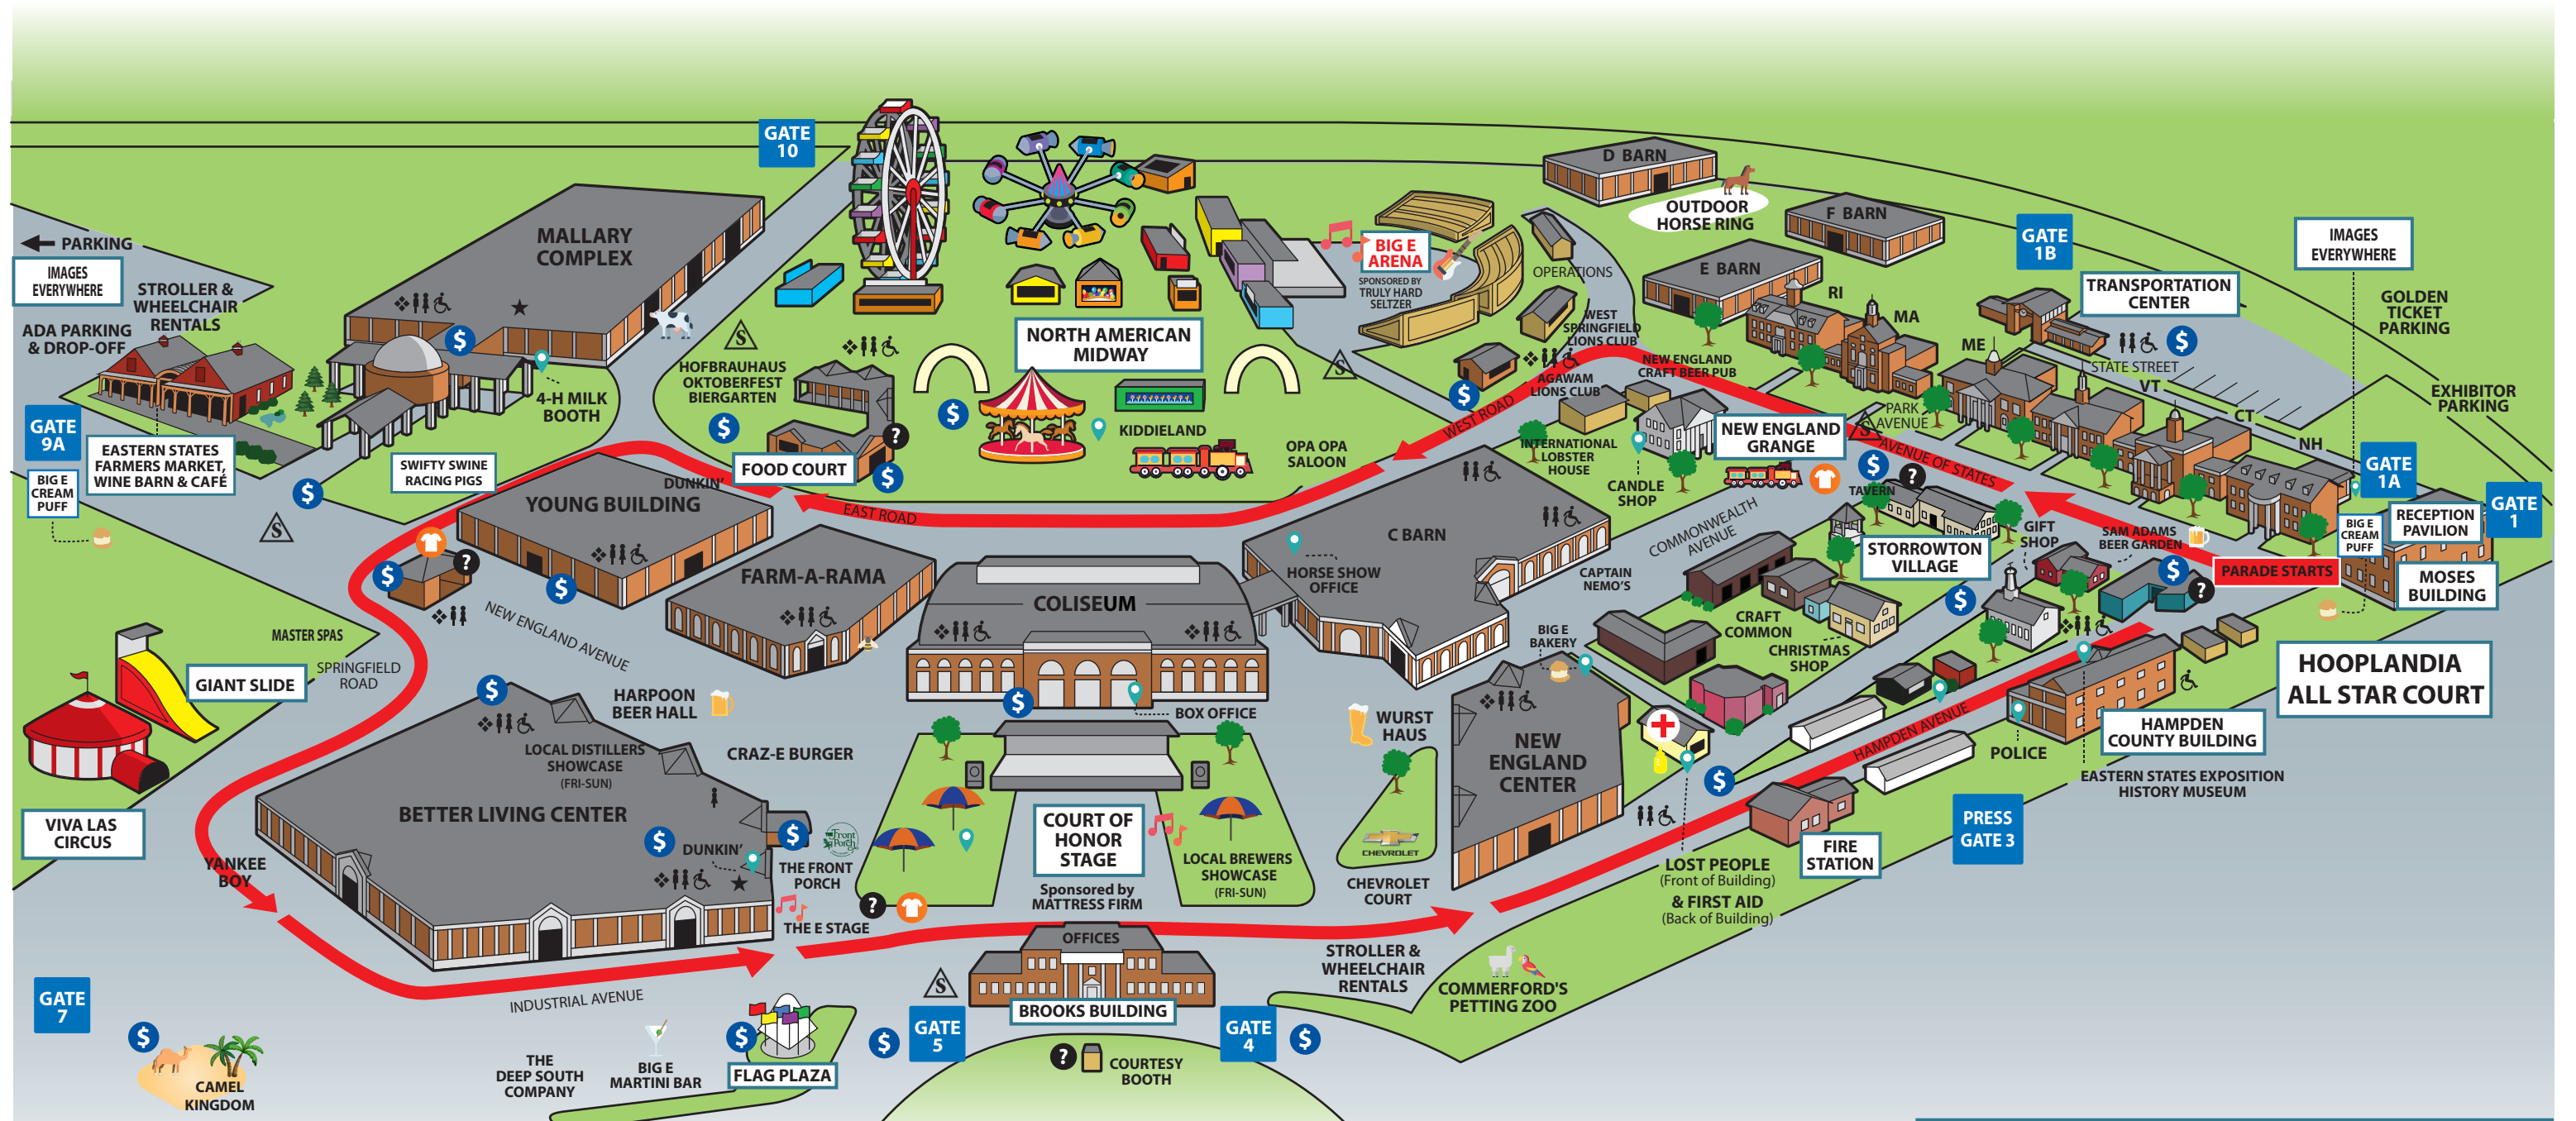 GATE
10
D BARN
OUTDOOR
HORSE RING
F BARN
E BARN
GATE
1B
IMAGES
EVERYWHERE
PARKING
IMAGES
EVERYWHERE
STROLLER &
WHEELCHAIR
RENTALS
ADA PARKING
& DROP-OFF
MALLARY
COMPLEX
4-H MILK
BOOTH
GATE
9A
EASTERN STATES
FARMERS MARKET,
WINE BARN & CAFÉ
BIG E
CREAM
PUFF
SWIFTY SWINE
RACING PIGS
HOFBRAUHAUS
OKTOBERFEST
BIERGARTEN
FOOD COURT
DUNKIN'
NORTH AMERICAN
MIDWAY
KIDDIELAND
BIG E
ARENA
SPONSORED BY
TRULY HARD
SELTZER
OPERATIONS
WEST
SPRINGFIELD
LIONS CLUB
AGAWAM
LIONS CLUB
NEW ENGLAND
CRAFT BEER PUB
WEST ROAD
OPA OPA
SALOON
EAST ROAD
INTERNATIONAL
LOBSTER
HOUSE
CANDLE
SHOP
NEW ENGLAND
GRANGE
RI
MA
ME
VT
CT
NH
TRANSPORTATION
CENTER
STATE STREET
GOLDEN
TICKET
PARKING
EXHIBITOR
PARKING
PARK
AVENUE
AVENUE OF STATES
TAVERN
GATE
1A
GATE
1
RECEPTION
PAVILION
BIG E
CREAM
PUFF
MOSES
BUILDING
PARADE STARTS
SAM ADAMS
BEER GARDEN
GIFT
SHOP
STORROWTON
VILLAGE
COMMONWEALTH
AVENUE
CRAFT
COMMON
CHRISTMAS
SHOP
HOOPLANDIA
ALL STAR COURT
HAMPDEN
COUNTY BUILDING
EASTERN STATES EXPOSITION
HISTORY MUSEUM
POLICE
HAMPDEN AVENUE
PRESS
GATE 3
FIRE
STATION
LOST PEOPLE
(Front of Building)
& FIRST AID
(Back of Building)
YOUNG BUILDING
FARM-A-RAMA
COLISEUM
C BARN
HORSE SHOW
OFFICE
CAPTAIN
NEMO'S
BIG E
BAKERY
NEW
ENGLAND
CENTER
BOX OFFICE
WURST
HAUS
CHEVROLET
CHEVROLET
COURT
MASTER SPAS
GIANT SLIDE
SPRINGFIELD
ROAD
NEW ENGLAND AVENUE
VIVA LAS
CIRCUS
YANKEE
BOY
HARPOON
BEER HALL
CRAZ-E BURGER
LOCAL DISTILLERS
SHOWCASE
(FRI-SUN)
BETTER LIVING CENTER
DUNKIN'
Front
Porch
THE FRONT
PORCH
THE E STAGE
COURT OF
HONOR
STAGE
Sponsored by
MATTRESS FIRM
LOCAL BREWERS
SHOWCASE
(FRI-SUN)
OFFICES
BROOKS BUILDING
STROLLER &
WHEELCHAIR
RENTALS
COMMERFORD'S
PETTING ZOO
GATE
7
CAMEL
KINGDOM
INDUSTRIAL AVENUE
THE
DEEP SOUTH
COMPANY
BIG E
MARTINI BAR
FLAG PLAZA
GATE
5
GATE
4
COURTESY
BOOTH